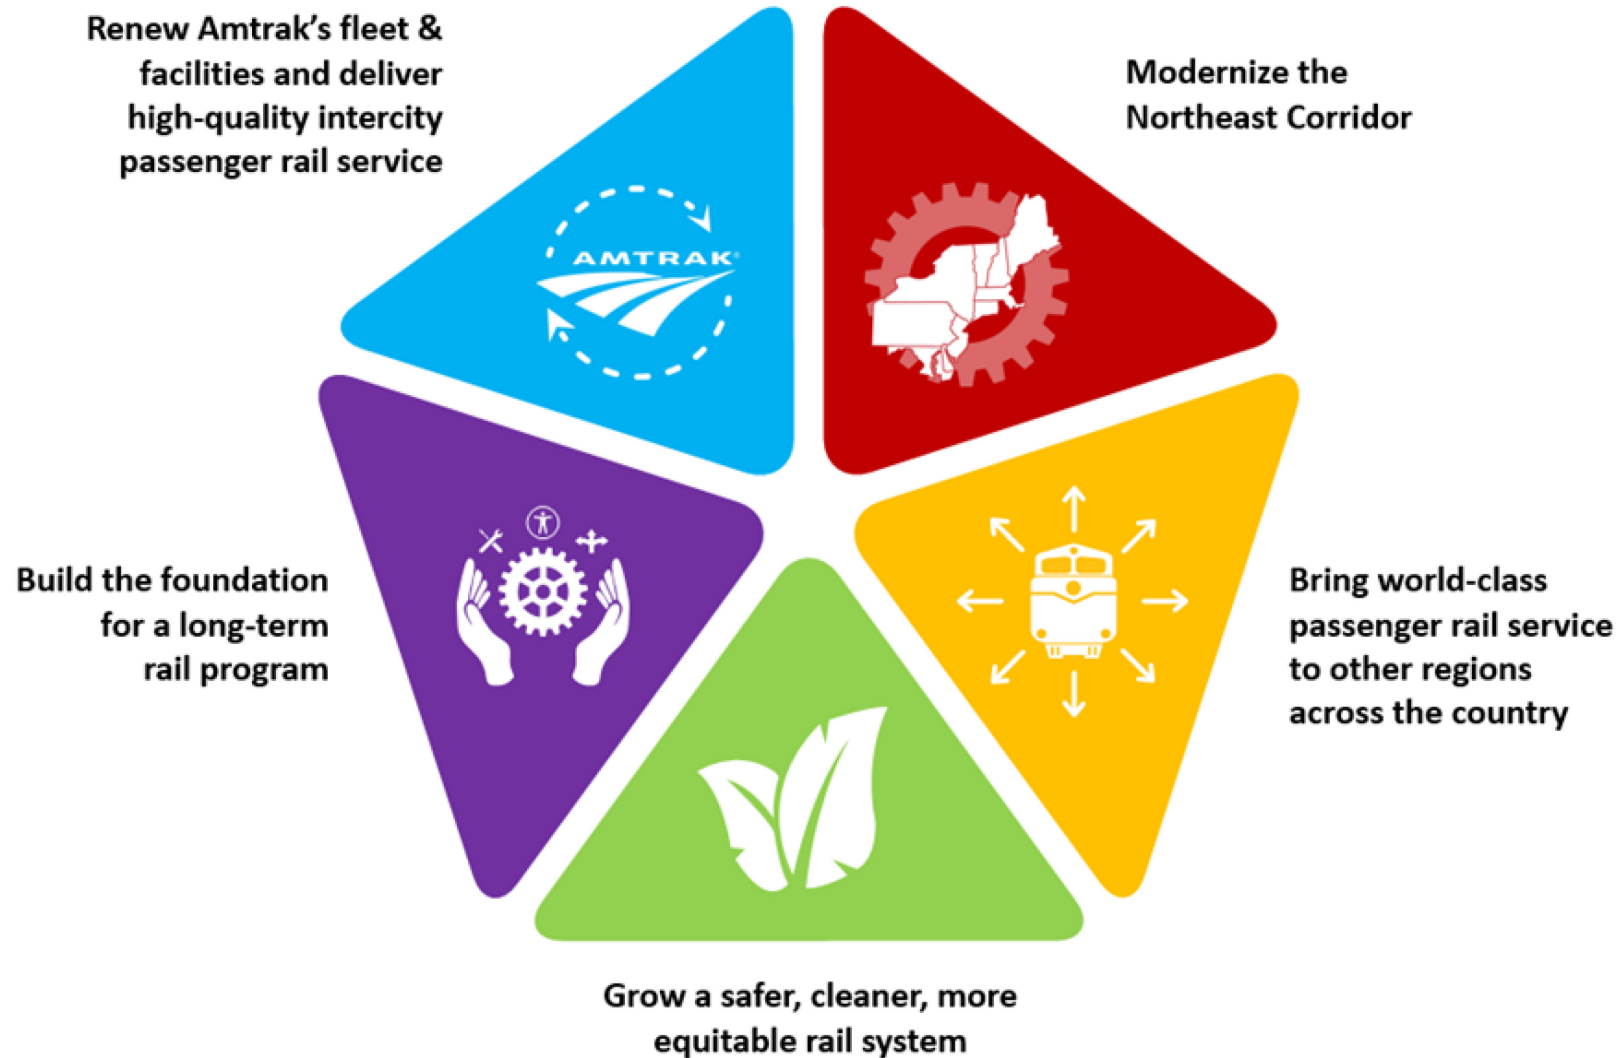 Renew Amtrak’s fleet &
facilities and deliver
high-quality intercity
passenger rail service
Modernize the
Northeast Corridor
AMTRAK®
Build the foundation
for a long-term
rail program
Bring world-class
passenger rail service
to other regions
across the country
Grow a safer, cleaner, more
equitable rail system